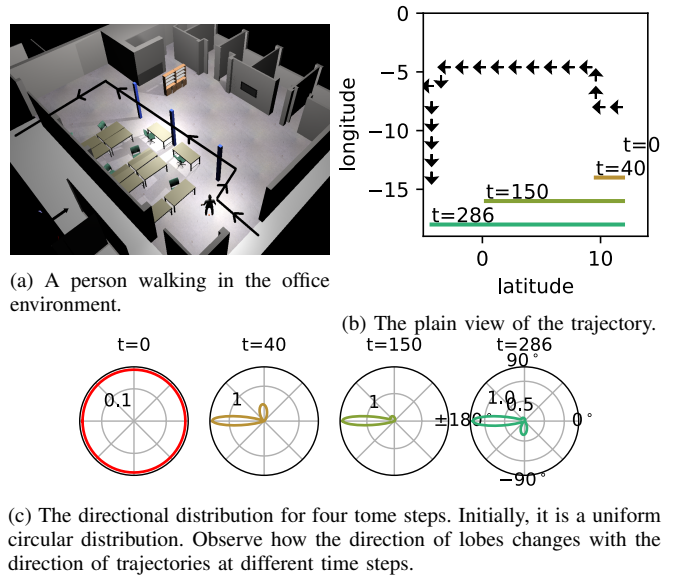 0
−5
−10
−15
longitude
t=0
t=40
t=150
t=286
0
10
latitude
(a) A person walking in the office
environment.
(b) The plain view of the trajectory.
t=0
t=40
t=150
t=286
0.1
1
1
1.0
0.5
90°
±180°
0°
−90°
(c) The directional distribution for four tome steps. Initially, it is a uniform
circular distribution. Observe how the direction of lobes changes with the
direction of trajectories at different time steps.